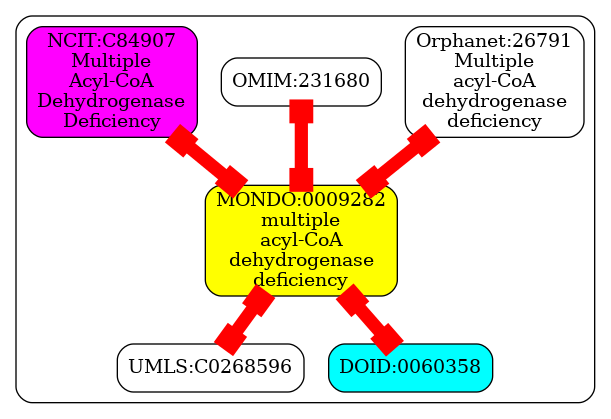 NCIT:C84907
Multiple
Acyl-CoA
Dehydrogenase
Deficiency
OMIM:231680
Orphanet:26791
Multiple
acyl-CoA
dehydrogenase
deficiency
MONDO:0009282
multiple
acyl-CoA
dehydrogenase
deficiency
UMLS:C0268596
DOID:0060358